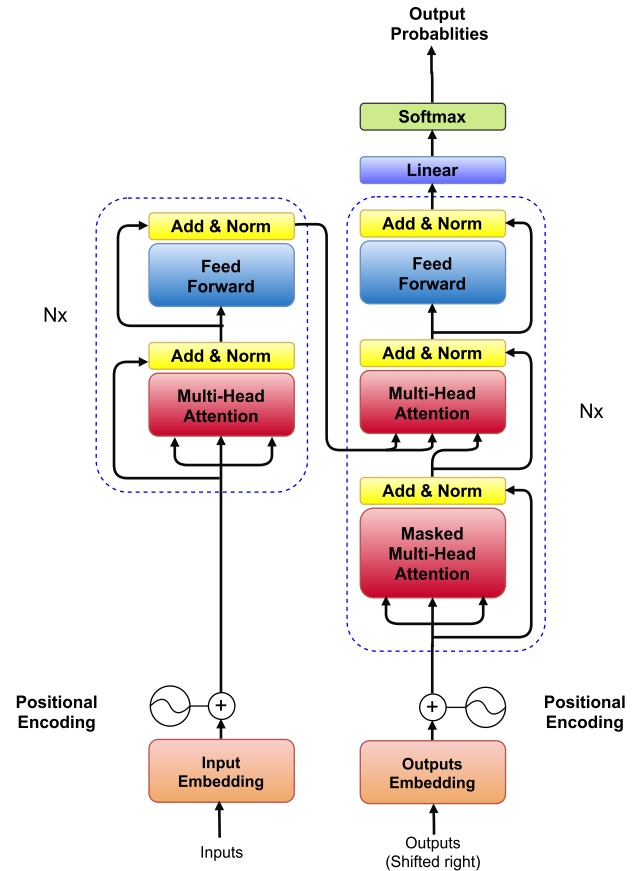 Output
Probablities
Softmax
Linear
Add & Norm
Feed
Forward
Add & Norm
Multi-Head
Attention
Nx
Add & Norm
Feed
Forward
Add & Norm
Multi-Head
Attention
Nx
Add & Norm
Masked
Multi-Head
Attention
Positional
Encoding
+
+
Positional
Encoding
Input
Embedding
Outputs
Embedding
Inputs
Outputs
(Shifted right)